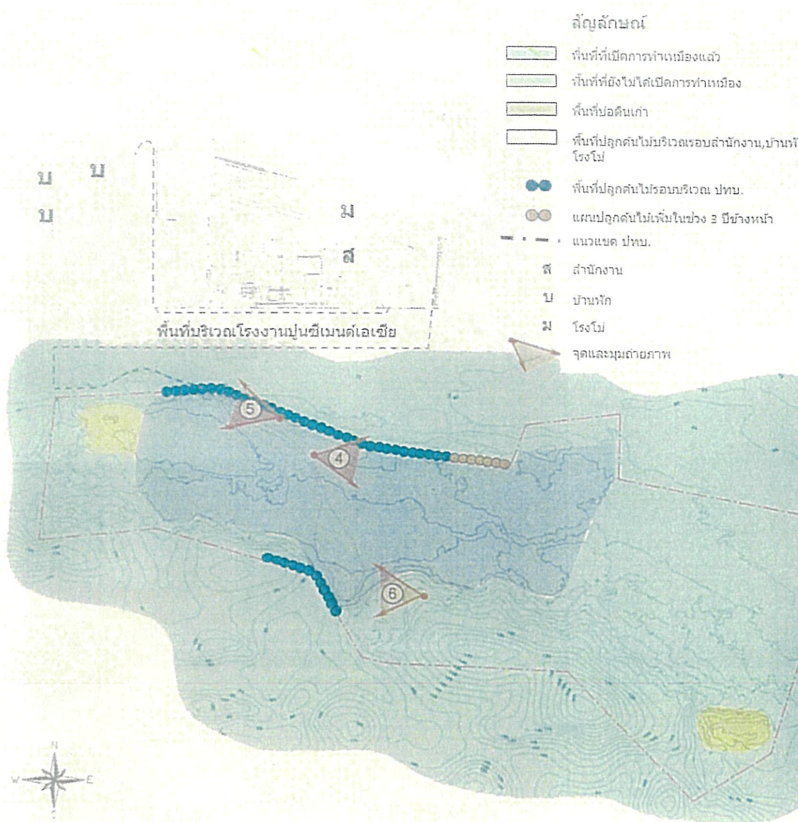 สัญลักษณ์
พื้นที่ที่เปิดการทำเหมืองแล้ว
พื้นที่ที่ยังไม่ได้เปิดการทำเหมือง
พื้นที่บ่อดินเก่า
พื้นที่ปลูกต้นไม้บริเวณรอบสำนักงาน,บ้านพั
โรงโม่
พื้นที่ปลูกต้นไม้รอบบริเวณ ปทบ.
แผนปลูกต้นไม้เพิ่มในช่วง 3 ปีข้างหน้า
แนวเขต ปทบ.
ส สำนักงาน
บ บ้านพัก
ม โรงโม่
จุดและมุมถ่ายภาพ
บ บ
บ
ม
ส
พื้นที่บริเวณโรงงานปูนซีเมนต์เอเซีย
5
4
6
N
W E